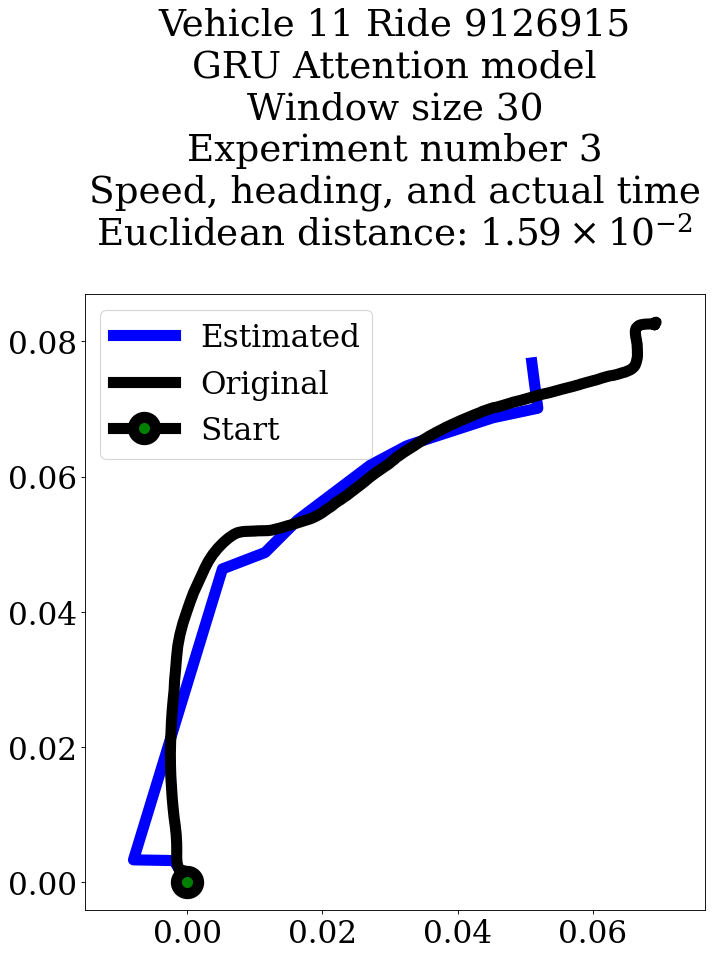 Vehicle 11 Ride 9126915
GRU Attention model
Window size 30
Experiment number 3
Speed, heading, and actual time
Euclidean distance: 1.59 × 10⁻²
Estimated
Original
Start
0.08
0.06
0.04
0.02
0.00
0.00 0.02 0.04 0.06